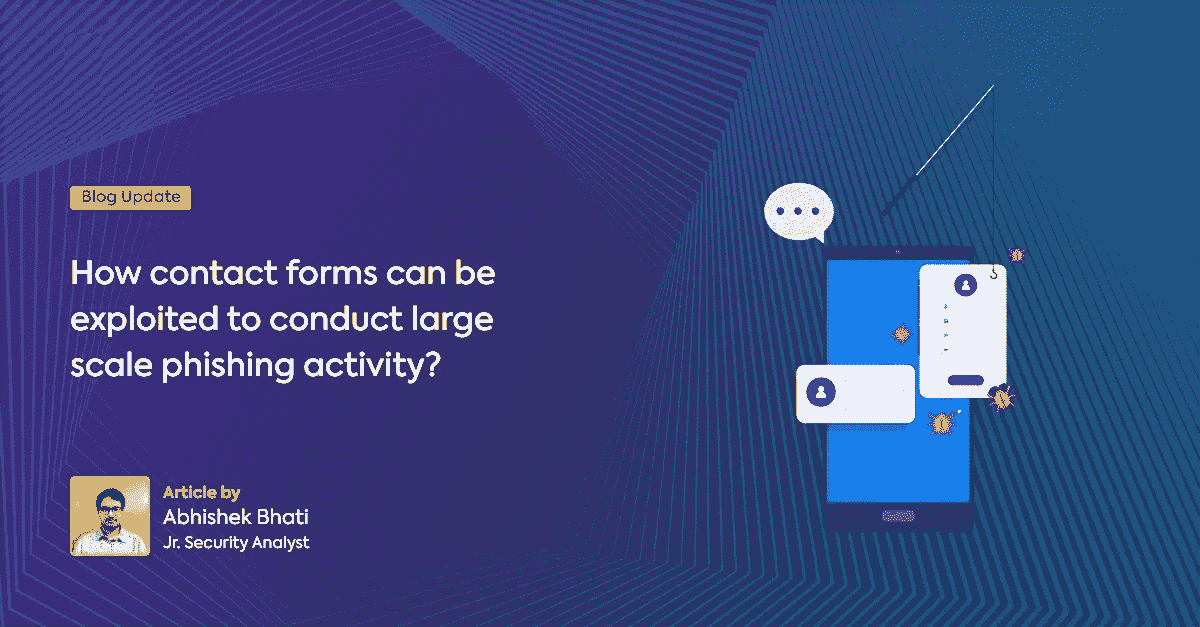 Blog Update
How contact forms can be
exploited to conduct large
scale phishing activity?
Article by
Abhishek Bhati
Jr. Security Analyst